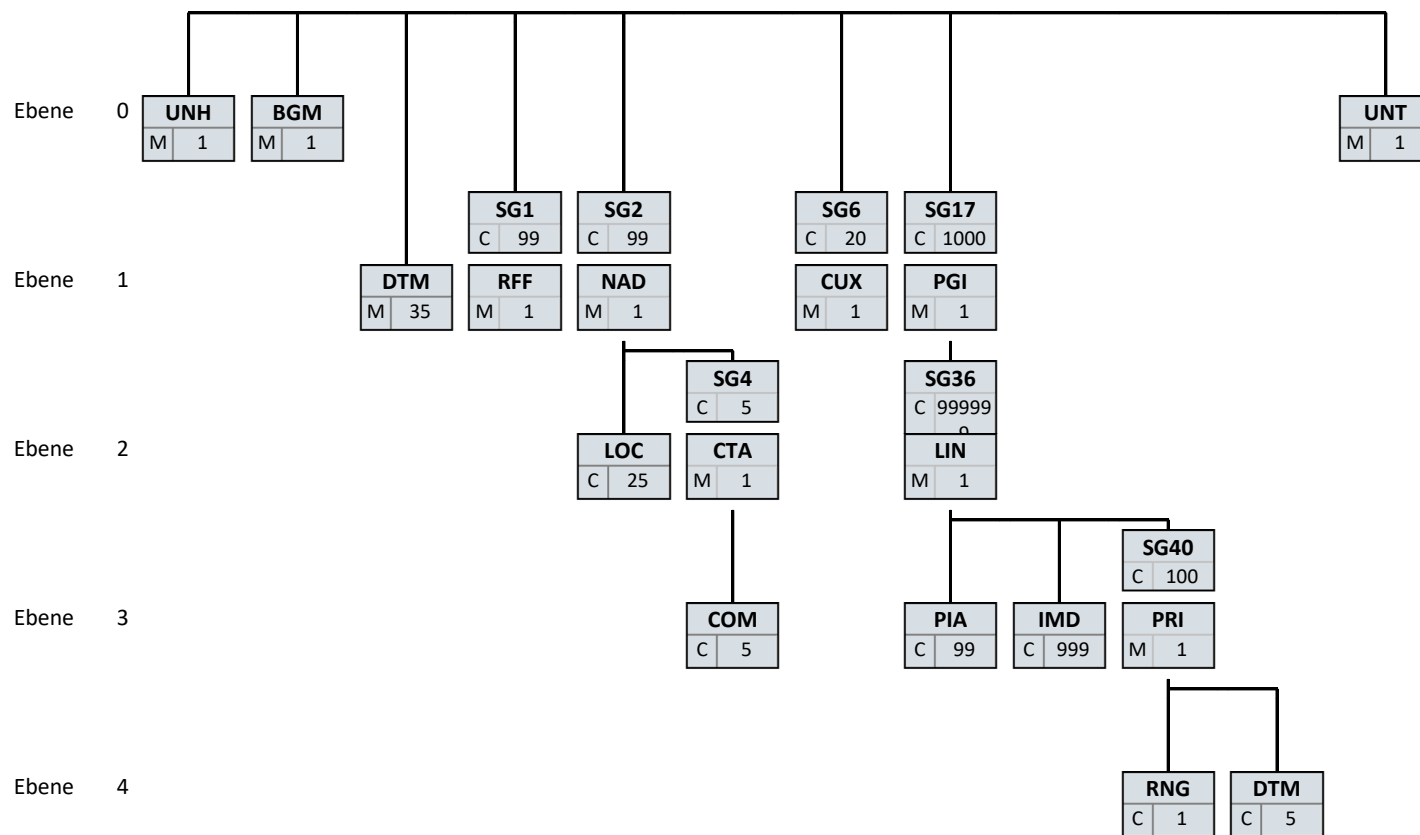 Ebene 0 UNH BGM UNT
M 1 M 1 M 1
SG1 SG2 SG6 SG17
C 99 C 99 C 20 C 1000
Ebene 1 DTM RFF NAD CUX PGI
M 35 M 1 M 1 M 1 M 1
SG4 SG36
C 5 C 99999
9
Ebene 2 LOC CTA LIN
C 25 M 1 M 1
SG40
C 100
Ebene 3 COM PIA IMD PRI
C 5 C 99 C 999 M 1
Ebene 4 RNG DTM
C 1 C 5